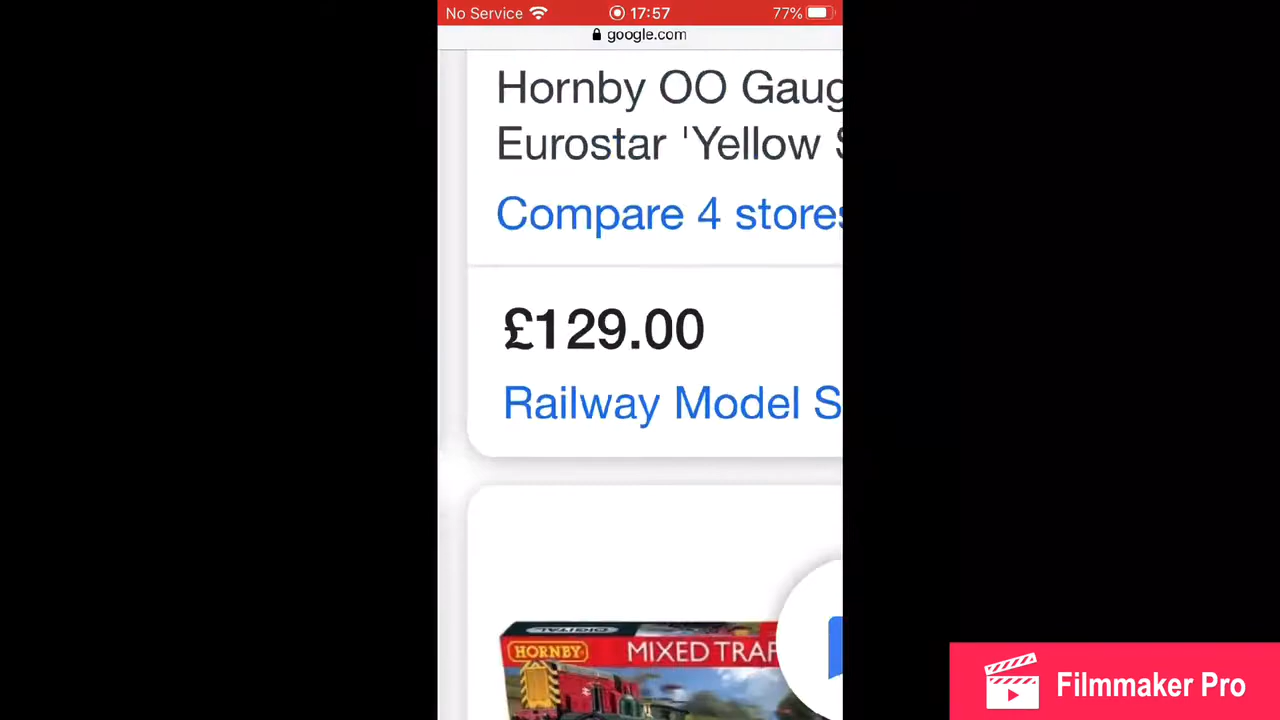 No Service 17:57 77%
google.com
Hornby OO Gaug
Eurostar 'Yellow S
Compare 4 stores
£129.00
Railway Model S
DIGITAL
HORNBY
MIXED TRAF
Filmmaker Pro